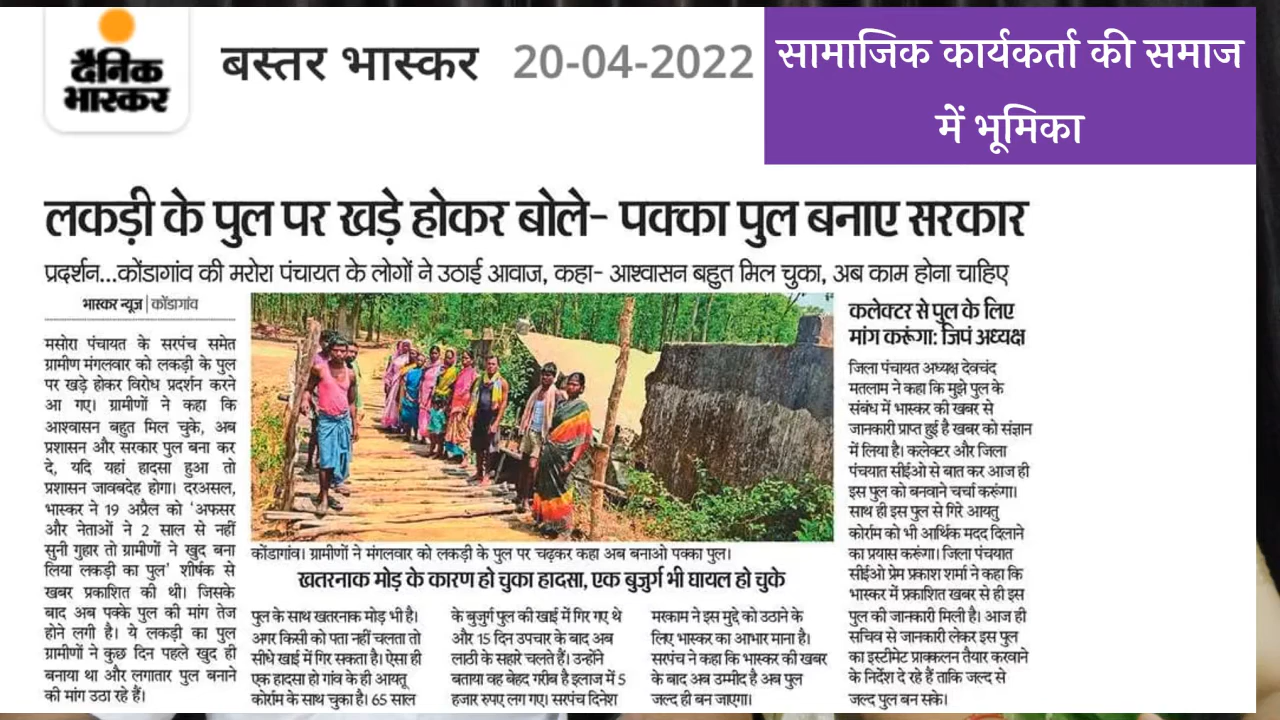 दैनिक
भास्कर
बस्तर भास्कर
20-04-2022
सामाजिक कार्यकर्ता की समाज
में भूमिका
लकड़ी के पुल पर खड़े होकर बोले- पक्का पुल बनाए सरकार
प्रदर्शन...कोंडागांव की मरोरा पंचायत के लोगों ने उठाई आवाज, कहा- आश्वासन बहुत मिल चुका, अब काम होना चाहिए
भास्कर न्यूज | कोंडागांव
मसोरा पंचायत के सरपंच समेत
ग्रामीण मंगलवार को लकड़ी के पुल
पर खड़े होकर विरोध प्रदर्शन करने
आ गए। ग्रामीणों ने कहा कि
आश्वासन बहुत मिल चुके, अब
प्रशासन और सरकार पुल बना कर
दे, यदि यहां हादसा हुआ तो
प्रशासन जावबदेह होगा। दरअसल,
भास्कर ने 19 अप्रैल को 'अफसर
और नेताओं ने 2 साल से नहीं
सुनी गुहार तो ग्रामीणों ने खुद बना
लिया लकड़ी का पुल' शीर्षक से
खबर प्रकाशित की थी। जिसके
बाद अब पक्के पुल की मांग तेज
होने लगी है। ये लकड़ी का पुल
ग्रामीणों ने कुछ दिन पहले खुद ही
बनाया था और लगातार पुल बनाने
की मांग उठा रहे हैं।
कोंडागांव। ग्रामीणों ने मंगलवार को लकड़ी के पुल पर चढ़कर कहा अब बनाओ पक्का पुल।
खतरनाक मोड़ के कारण हो चुका हादसा, एक बुजुर्ग भी घायल हो चुके
पुल के साथ खतरनाक मोड़ भी है।
अगर किसी को पता नहीं चलता तो
सीधे खाई में गिर सकता है। ऐसा ही
एक हादसा हो गांव के ही आयतू
कोर्राम के साथ चुका है। 65 साल
के बुजुर्ग पुल की खाई में गिर गए थे
और 15 दिन उपचार के बाद अब
लाठी के सहारे चलते हैं। उन्होंने
बताया वह बेहद गरीब है इलाज में 5
हजार रुपए लग गए। सरपंच दिनेश
मरकाम ने इस मुद्दे को उठाने के
लिए भास्कर का आभार माना है।
सरपंच ने कहा कि भास्कर की खबर
के बाद अब उम्मीद है अब पुल
जल्द ही बन जाएगा।
कलेक्टर से पुल के लिए
मांग करूंगा: जिपं अध्यक्ष
जिला पंचायत अध्यक्ष देवचंद
मतलाम ने कहा कि मुझे पुल के
संबंध में भास्कर की खबर से
जानकारी प्राप्त हुई है खबर को संज्ञान
में लिया है। कलेक्टर और जिला
पंचयात सीईओ से बात कर आज ही
इस पुल को बनवाने चर्चा करूंगा।
साथ ही इस पुल से गिरे आयतु
कोर्राम को भी आर्थिक मदद दिलाने
का प्रयास करूंगा। जिला पंचयात
सीईओ प्रेम प्रकाश शर्मा ने कहा कि
भास्कर में प्रकाशित खबर से ही इस
पुल की जानकारी मिली है। आज ही
सचिव से जानकारी लेकर इस पुल
का इस्टीमेट प्राक्कलन तैयार करवाने
के निर्देश दे रहे हैं ताकि जल्द से
जल्द पुल बन सके।